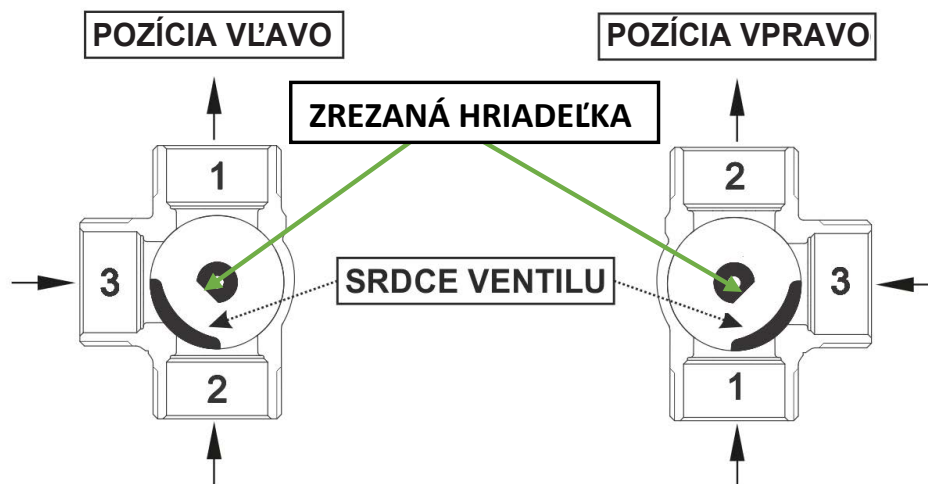 POZÍCIA VĽAVO
POZÍCIA VPRAVO
ZREZANÁ HRIADEĽKA
1
2
3
SRDCE VENTILU
3
2
1